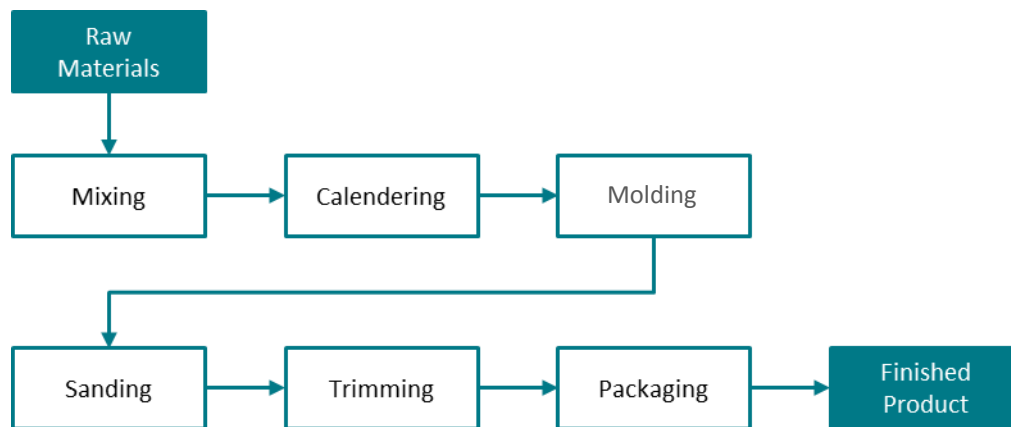 Raw
Materials
Mixing
Calendering
Molding
Sanding
Trimming
Packaging
Finished
Product